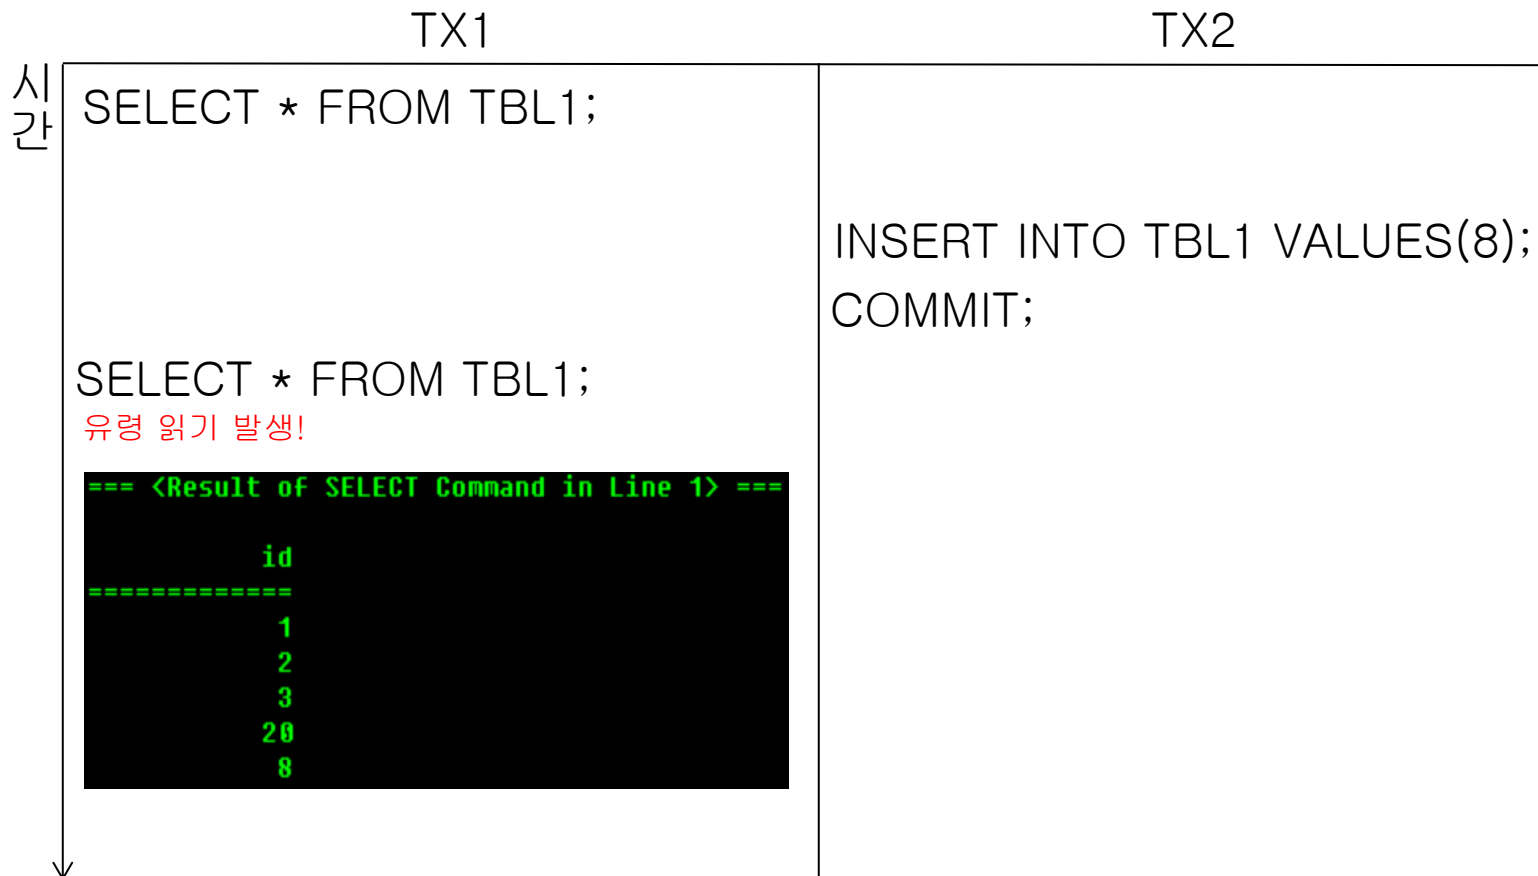 TX1
TX2
시간
SELECT * FROM TBL1;
INSERT INTO TBL1 VALUES(8);
COMMIT;
SELECT * FROM TBL1;
유령 읽기 발생!
=== <Result of SELECT Command in Line 1> ===
id
=============
1
2
3
20
8